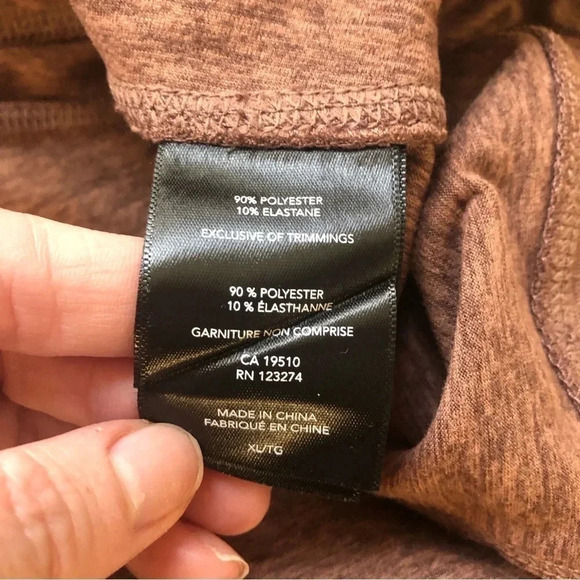 90% POLYESTER
10% ELASTANE
EXCLUSIVE OF TRIMMINGS
90 % POLYESTER
10 % ÉLASTHANNE
GARNITURE NON COMPRISE
CA 19510
RN 123274
MADE IN CHINA
FABRIQUÉ EN CHINE
XL/TG